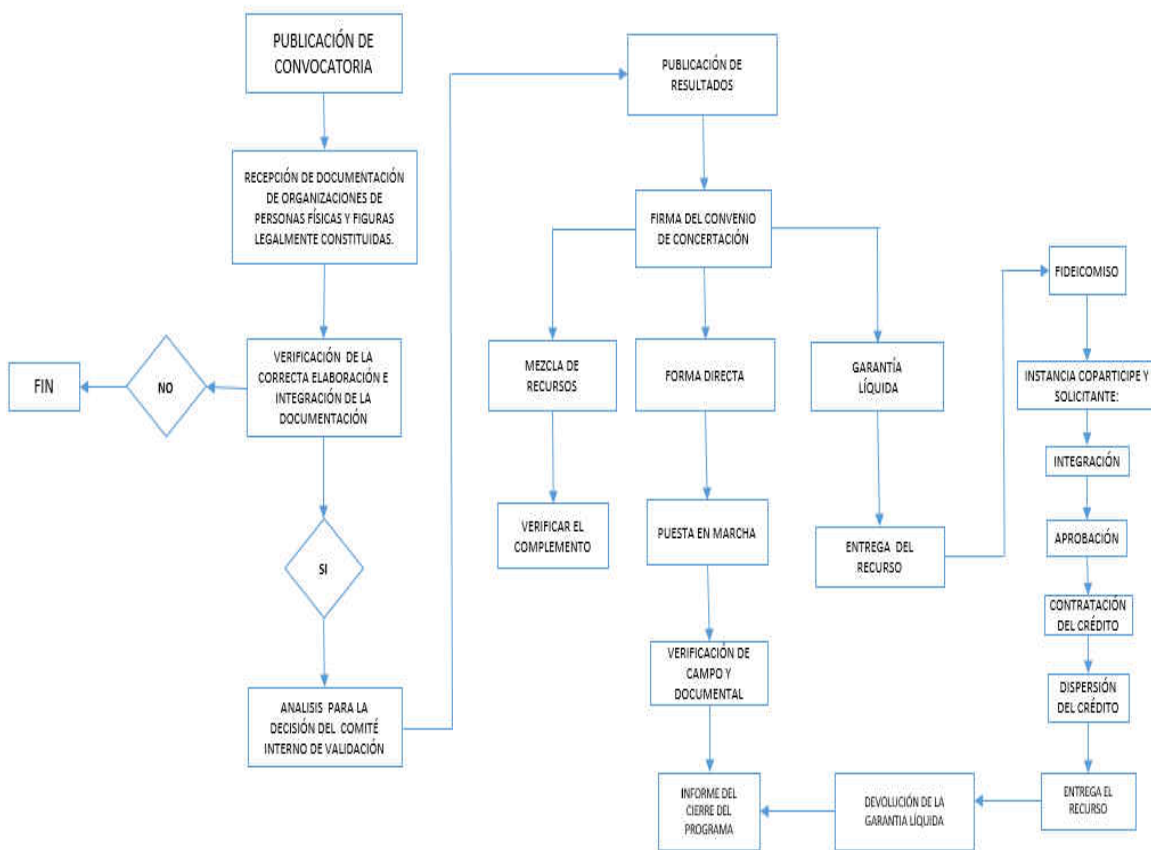 PUBLICACIÓN DE
CONVOCATORIA
RECEPCIÓN DE DOCUMENTACIÓN
DE ORGANIZACIONES DE
PERSONAS FÍSICAS Y FIGURAS
LEGALMENTE CONSTITUIDAS.
VERIFICACIÓN DE LA
CORRECTA ELABORACIÓN E
INTEGRACIÓN DE LA
DOCUMENTACIÓN
NO
FIN
SI
ANALISIS PARA LA
DECISIÓN DEL COMITÉ
INTERNO DE VALIDACIÓN
PUBLICACIÓN DE
RESULTADOS
FIRMA DEL CONVENIO
DE CONCERTACIÓN
MEZCLA DE
RECURSOS
VERIFICAR EL
COMPLEMENTO
FORMA DIRECTA
PUESTA EN MARCHA
VERIFICACIÓN DE
CAMPO Y
DOCUMENTAL
GARANTÍA
LÍQUIDA
ENTREGA DEL
RECURSO
FIDEICOMISO
INSTANCIA COPARTICIPE Y
SOLICITANTE:
INTEGRACIÓN
APROBACIÓN
CONTRATACIÓN
DEL CRÉDITO
DISPERSIÓN
DEL CRÉDITO
ENTREGA EL
RECURSO
DEVOLUCIÓN DE LA
GARANTIA LÍQUIDA
INFORME DEL
CIERRE DEL
PROGRAMA